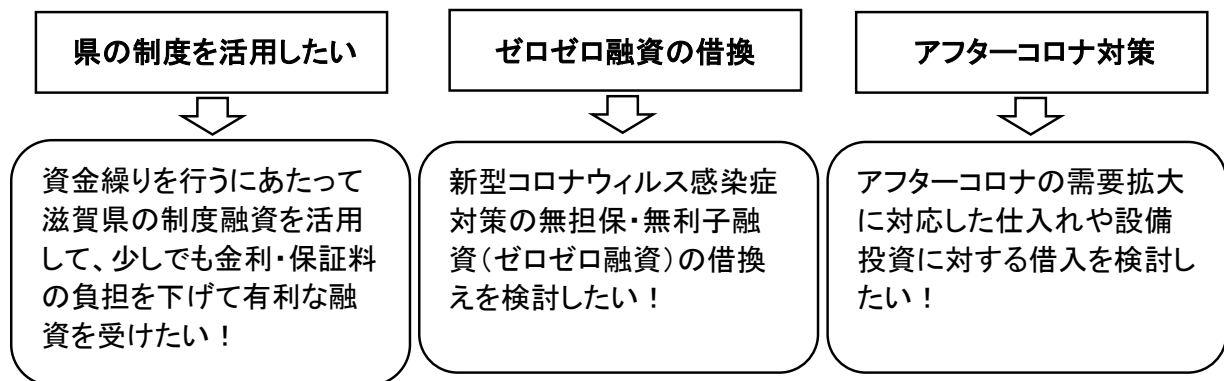 県の制度を活用したい
資金繰りを行うにあたって
滋賀県の制度融資を活用
して、少しでも金利・保証料
の負担を下げて有利な融
資を受けたい！
ゼロゼロ融資の借換
新型コロナウィルス感染症
対策の無担保・無利子融
資（ゼロゼロ融資）の借換
えを検討したい！
アフターコロナ対策
アフターコロナの需要拡大
に対応した仕入れや設備
投資に対する借入を検討し
たい！